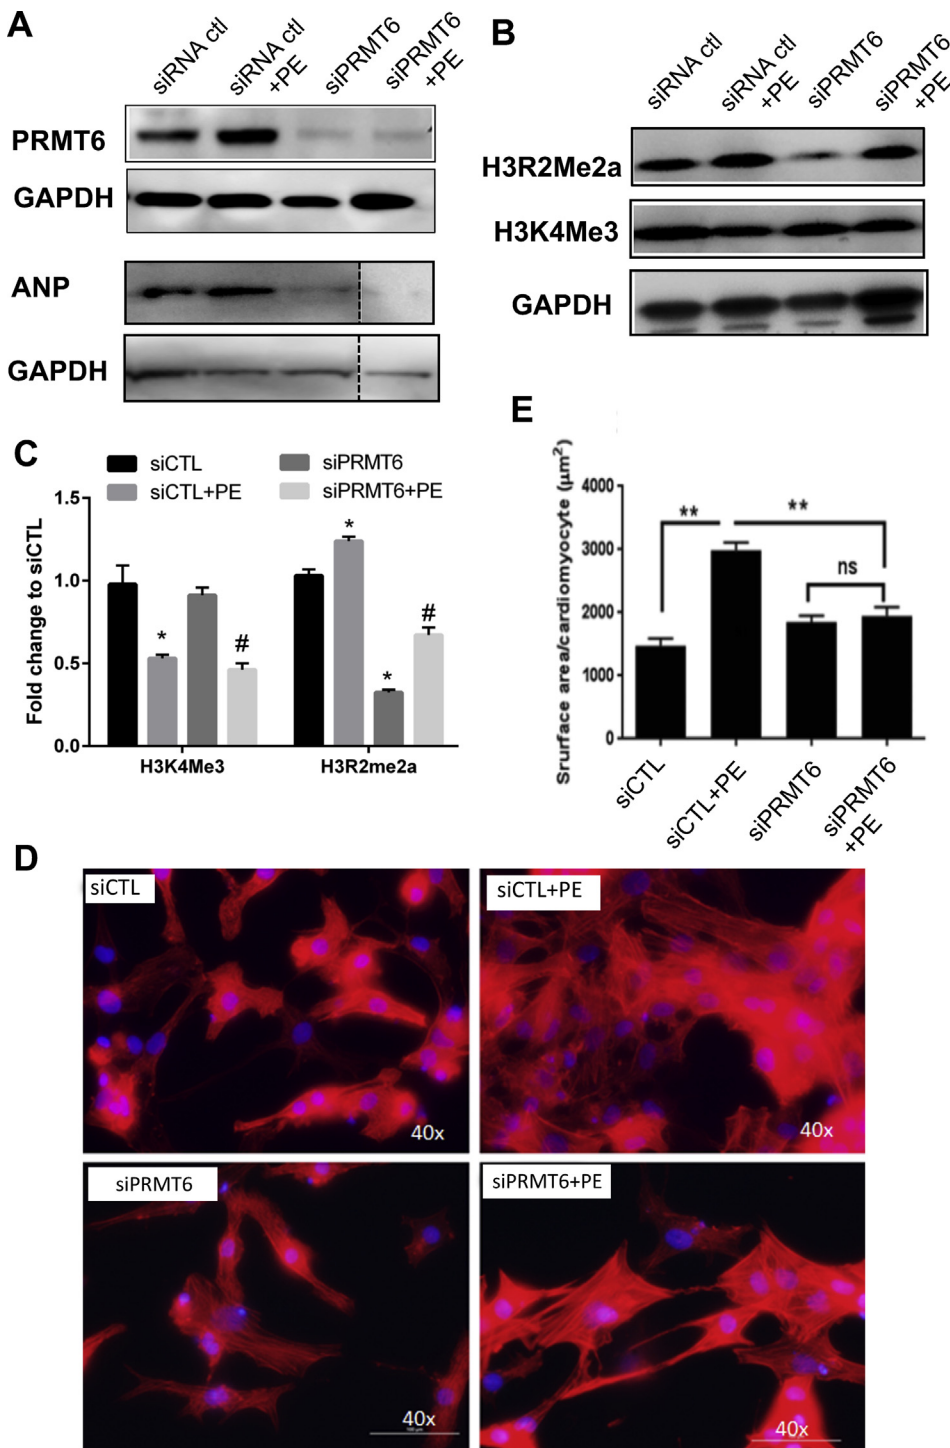 A
siRNA ctl
siRNA ctl
+PE
siPRMT6
siPRMT6
+PE
PRMT6
GAPDH
ANP
GAPDH
B
siRNA ctl
siRNA ctl
+PE
siPRMT6
siPRMT6
+PE
H3R2Me2a
H3K4Me3
GAPDH
C
siCTL
siCTL+PE
siPRMT6
siPRMT6+PE
Fold change to siCTL
1.5
1.0
0.5
0.0
*
#
*
*
#
H3K4Me3
H3R2me2a
E
Srurface area/cardiomyocyte (µm²)
4000
3000
2000
1000
0
**
**
ns
siCTL
siCTL+PE
siPRMT6
siPRMT6
+PE
D
siCTL
40x
siCTL+PE
40x
siPRMT6
40x
siPRMT6+PE
40x